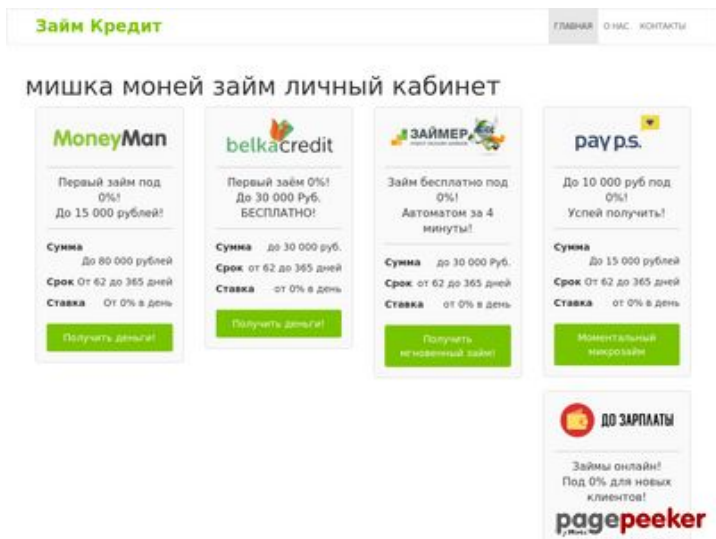 Займ Кредит
ГЛАВНАЯ О НАС. КОНТАКТЫ
мишка моней займ личный кабинет
MoneyMan
Первый займ под
0%!
До 15 000 рублей!
Сумма
До 80 000 рублей
Срок От 62 до 365 дней
Ставка От 0% в день
Получить деньги!
belkacredit
Первый заём 0%!
До 30 000 Руб.
БЕСПЛАТНО!
Сумма до 30 000 руб.
Срок от 62 до 365 дней
Ставка от 0% в день
Получить деньги!
ЗАЙМЕР
Займ бесплатно под
0%!
Автоматом за 4
минуты!
Сумма до 30 000 Руб.
Срок от 62 до 365 дней
Ставка от 0% в день
Получить
мгновенный займ!
pay p.s.
До 10 000 руб под
0%!
Успей получить!
Сумма
До 15 000 рублей
Срок От 62 до 365 дней
Ставка от 0% в день
Моментальный
микрозайм
ДО ЗАРПЛАТЫ
Займы онлайн!
Под 0% для новых
клиентов!
pagepeeker